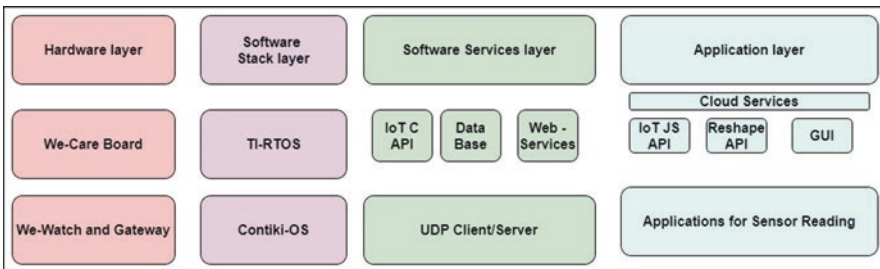 Hardware layer
Software
Stack layer
Software Services layer
Application layer
Cloud Services
We-Care Board
TI-RTOS
IoT C
API
Data
Base
Web -
Services
IoT JS
API
Reshape
API
GUI
We-Watch and Gateway
Contiki-OS
UDP Client/Server
Applications for Sensor Reading